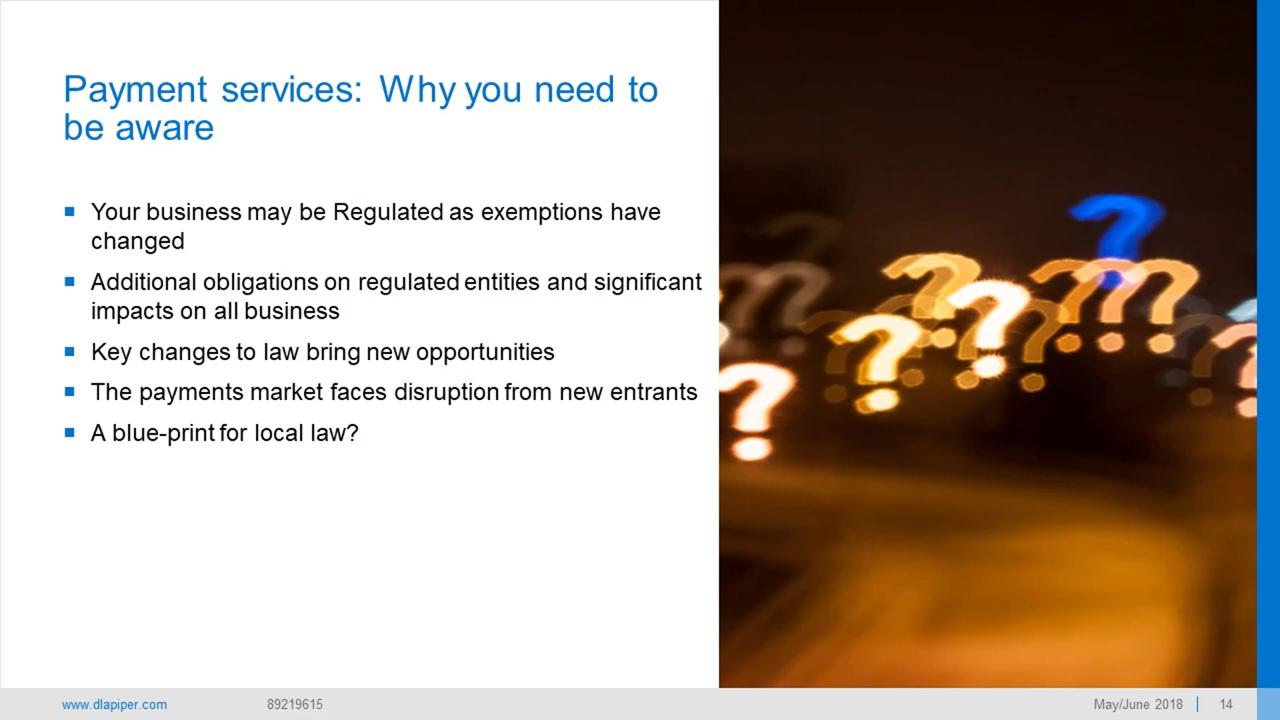 Payment services: Why you need to
be aware
Your business may be Regulated as exemptions have
changed
Additional obligations on regulated entities and significant
impacts on all business
Key changes to law bring new opportunities
The payments market faces disruption from new entrants
A blue-print for local law?
www.dlapiper.com 89219615 May/June 2018 14